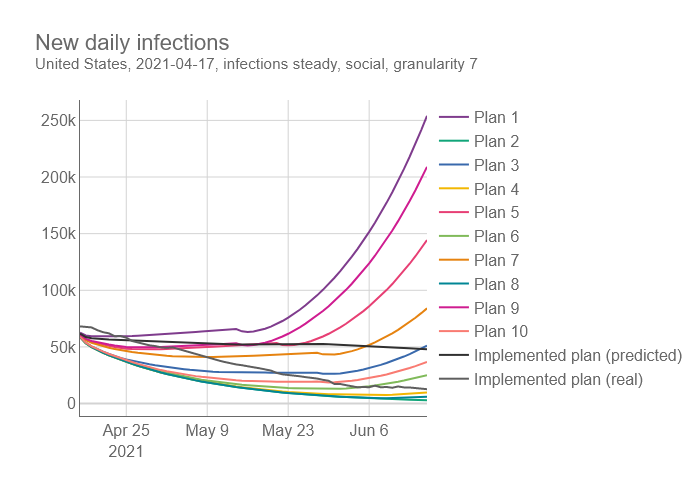 New daily infections
United States, 2021-04-17, infections steady, social, granularity 7
250k
200k
150k
100k
50k
0
Apr 25
2021
May 9
May 23
Jun 6
Plan 1
Plan 2
Plan 3
Plan 4
Plan 5
Plan 6
Plan 7
Plan 8
Plan 9
Plan 10
Implemented plan (predicted)
Implemented plan (real)